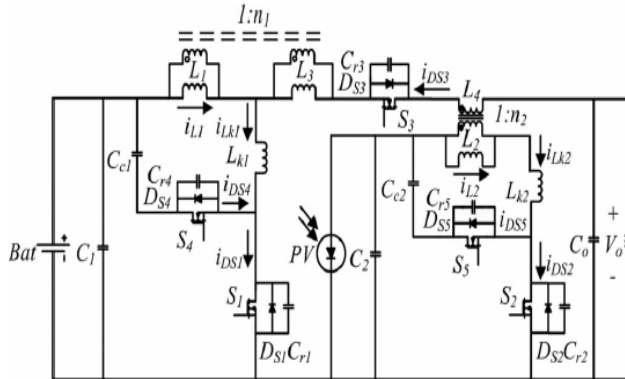 1:n1
L1
L3
Cr3
DS3
iDS3
S3
L4
1:n2
L2
iL1
iLk1
Lk1
Cc1
Cr4
DS4
iDS4
S4
iDS1
Bat
+
C1
S1
DS1Cr1
PV
C2
iL2
Cc2
Cr5
DS5
iDS5
S5
iLk2
Lk2
iDS2
S2
DS2Cr2
Co
+
Vo
-